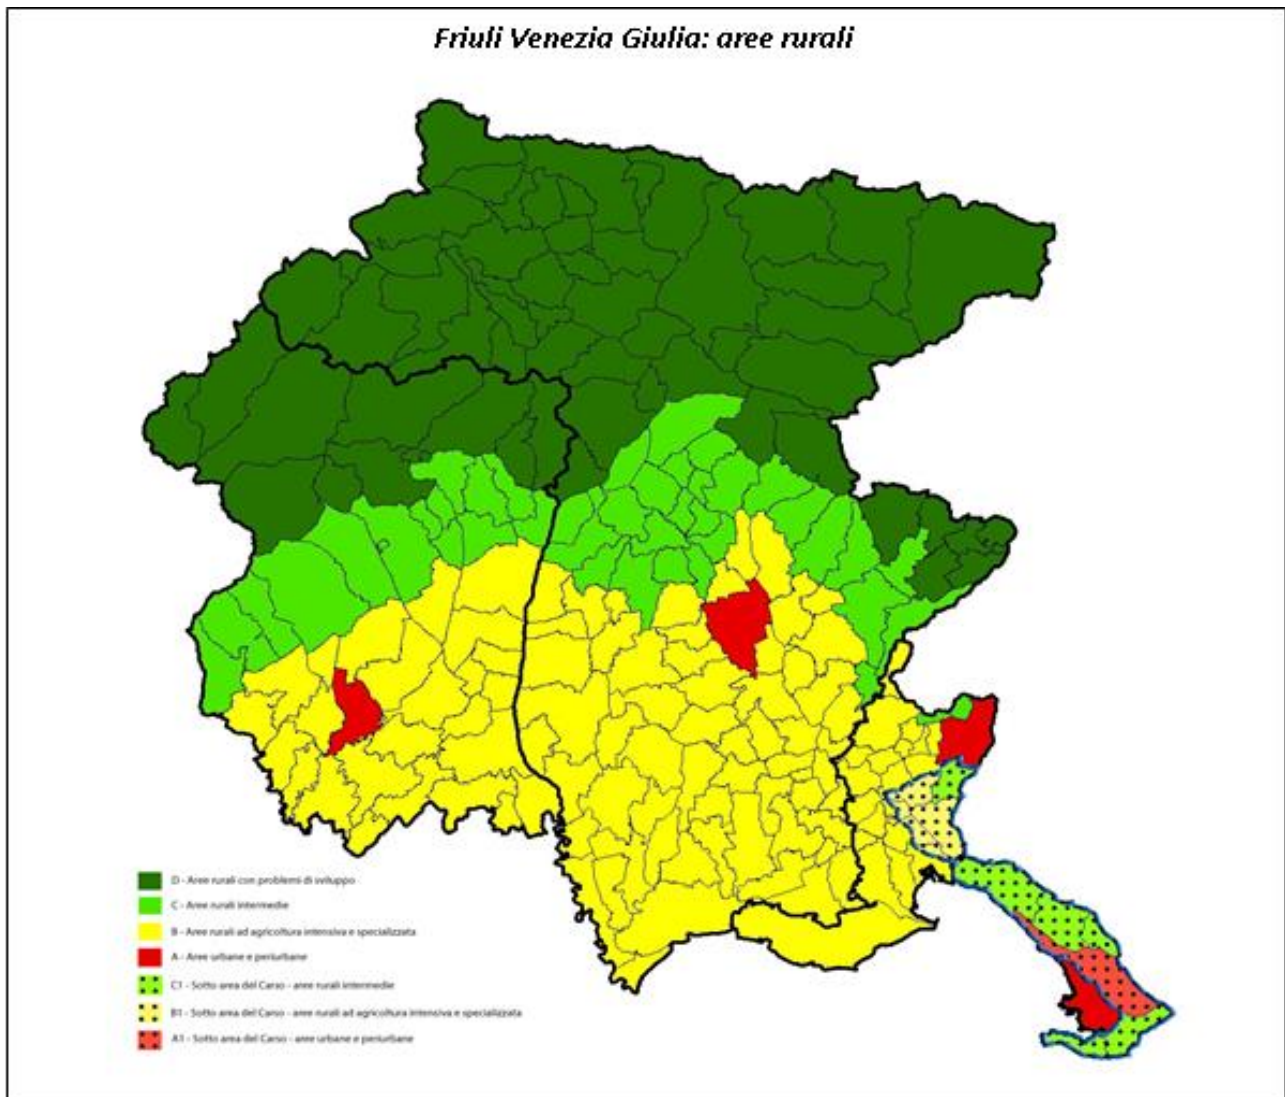 Friuli Venezia Giulia: aree rurali
D - Aree rurali con problemi di sviluppo
C - Aree rurali intermedie
B - Aree rurali ad agricoltura intensiva e specializzata
A - Aree urbane e periurbane
C1 - Sotto area del Carso - aree rurali intermedie
B1 - Sotto area del Carso - aree rurali ad agricoltura intensiva e specializzata
A1 - Sotto area del Carso - aree urbane e periurbane